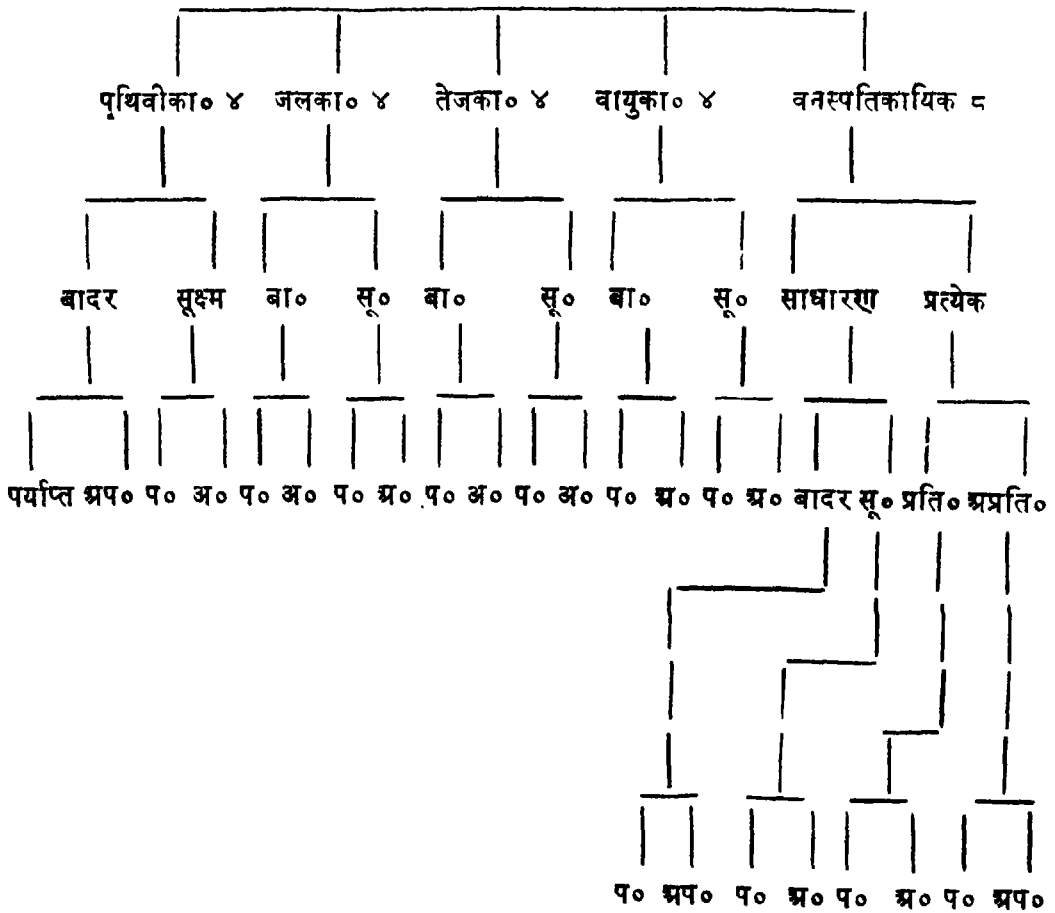 पृथिवीका० ४ जलका० ४ तेजका० ४ वायुका० ४ वनस्पतिकायिक ८
बादर सूक्ष्म बा० सू० बा० सू० बा० सू० साधारण प्रत्येक
पर्याप्त अप० प० अ० प० अ० प० अ० प० अ० प० अ० प० अ० प० अ० बादर सू० प्रति० अप्रति०
प० अप० प० अ० प० अ० प० अप०